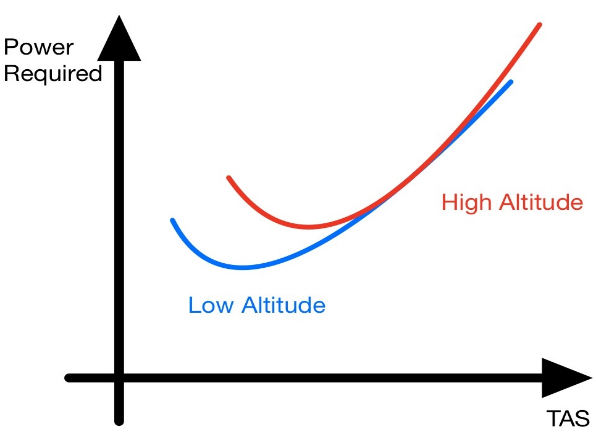 Power
Required
High Altitude
Low Altitude
TAS